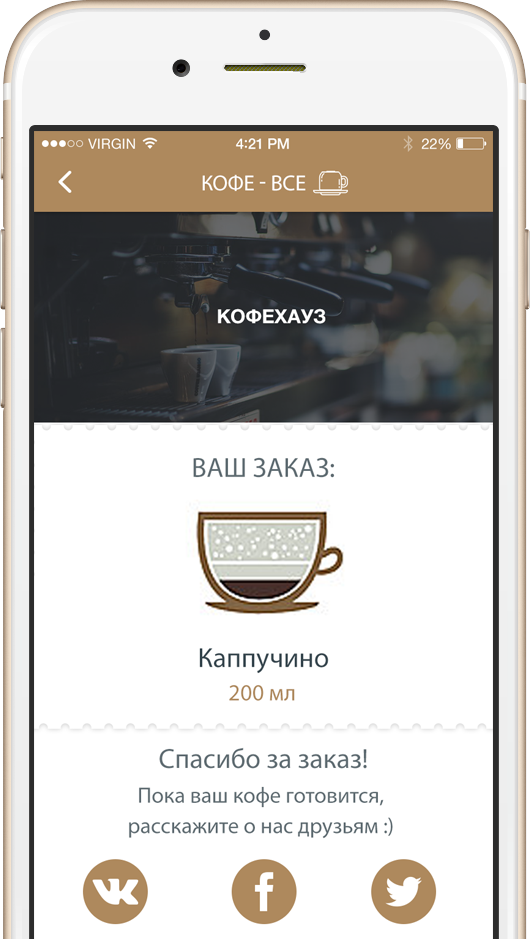 VIRGIN 4:21 PM 22%
КОФЕ - ВСЕ
КОФЕХАУЗ
ВАШ ЗАКАЗ:
Каппучино
200 мл
Спасибо за заказ!
Пока ваш кофе готовится,
расскажите о нас друзьям :)